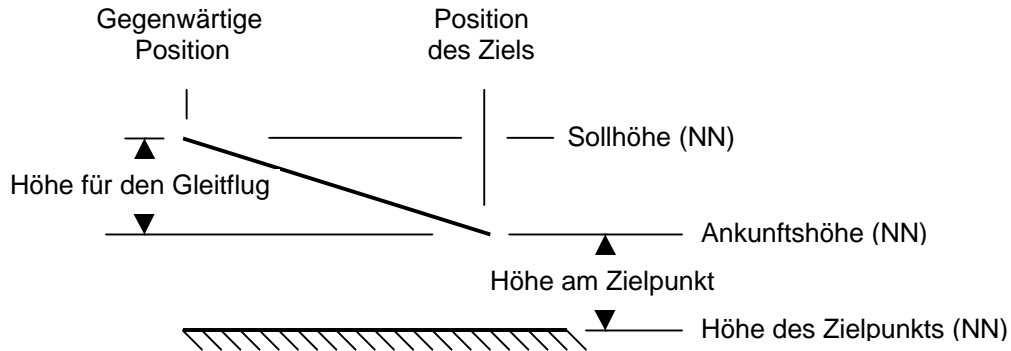 Gegenwärtige
Position
Position
des Ziels
Sollhöhe (NN)
Höhe für den Gleitflug
Ankunftshöhe (NN)
Höhe am Zielpunkt
Höhe des Zielpunkts (NN)